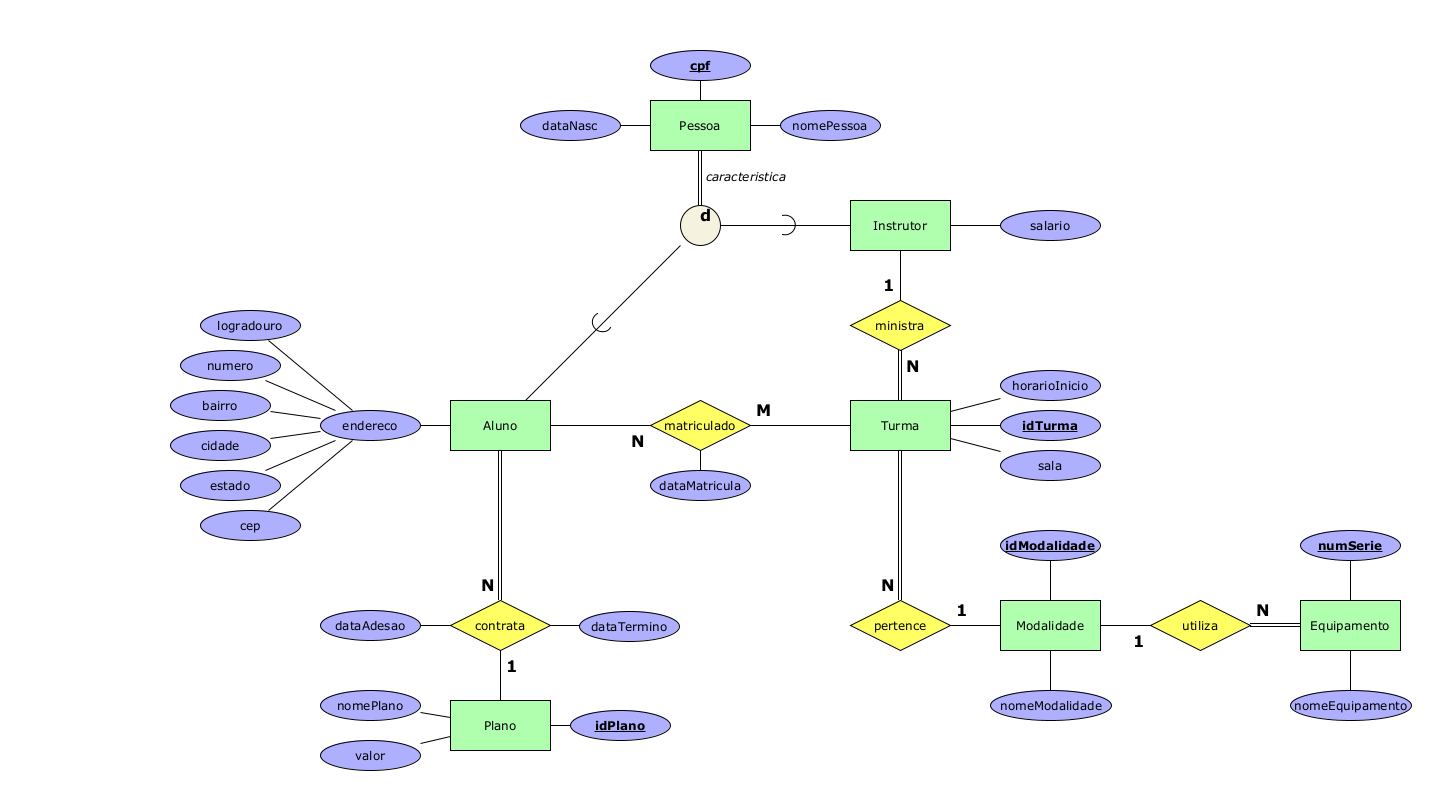 cpf
dataNasc
Pessoa
nomePessoa
caracteristica
d
Instrutor
salario
1
ministra
N
logradouro
numero
bairro
cidade
estado
cep
endereco
Aluno
N
matriculado
M
dataMatricula
Turma
horarioInicio
idTurma
sala
N
dataAdesao
contrata
dataTermino
1
nomePlano
valor
Plano
idPlano
N
pertence
1
idModalidade
Modalidade
nomeModalidade
1
utiliza
N
numSerie
Equipamento
nomeEquipamento